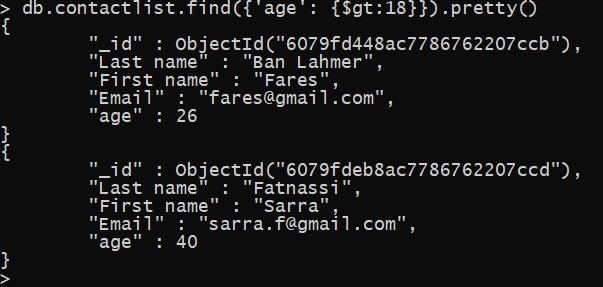 > db.contactlist.find({'age': {$gt:18}}).pretty()
{
        "_id" : ObjectId("6079fd448ac7786762207ccb"),
        "Last name" : "Ban Lahmer",
        "First name" : "Fares",
        "Email" : "fares@gmail.com",
        "age" : 26
}
{
        "_id" : ObjectId("6079fdeb8ac7786762207ccd"),
        "Last name" : "Fatnassi",
        "First name" : "Sarra",
        "Email" : "sarra.f@gmail.com",
        "age" : 40
}
>